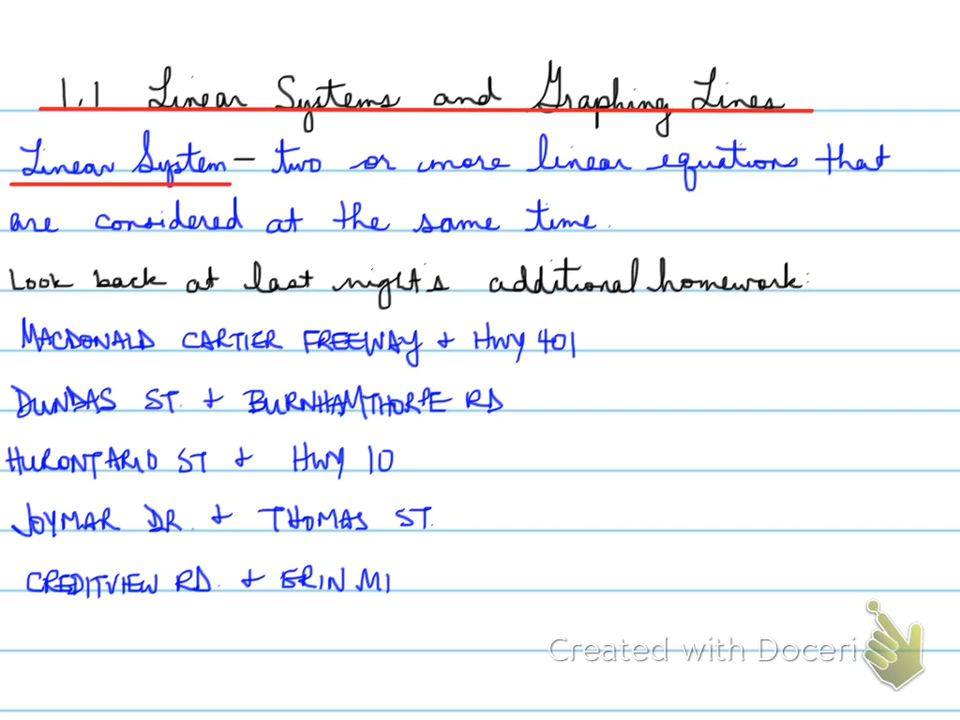 1.1 Linear Systems and Graphing Lines
Linear System - two or more linear equations that
are considered at the same time.
Look back at last night's additional homework:
MACDONALD CARTIER FREEWAY & HWY 401
DUNDAS ST. & BURNHAMTHORPE RD
HURONTARIO ST & HWY 10
JOYMAR DR. & THOMAS ST.
CREDITVIEW RD. & ERIN MI
Created with Doceri